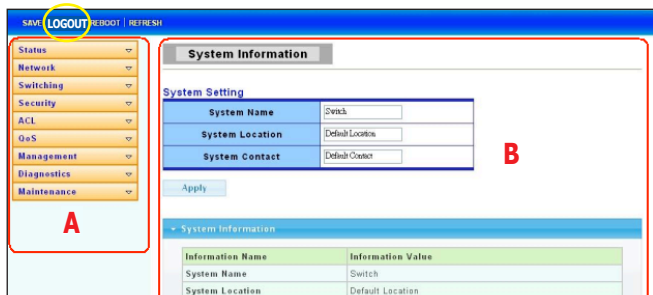 SAVE LOGOUT REBOOT | REFRESH
Status
Network
Switching
Security
ACL
QoS
Management
Diagnostics
Maintenance
A
System Information
System Setting
System Name Switch
System Location Default Location
System Contact Default Contact
Apply
B
System Information
Information Name Information Value
System Name Switch
System Location Default Location